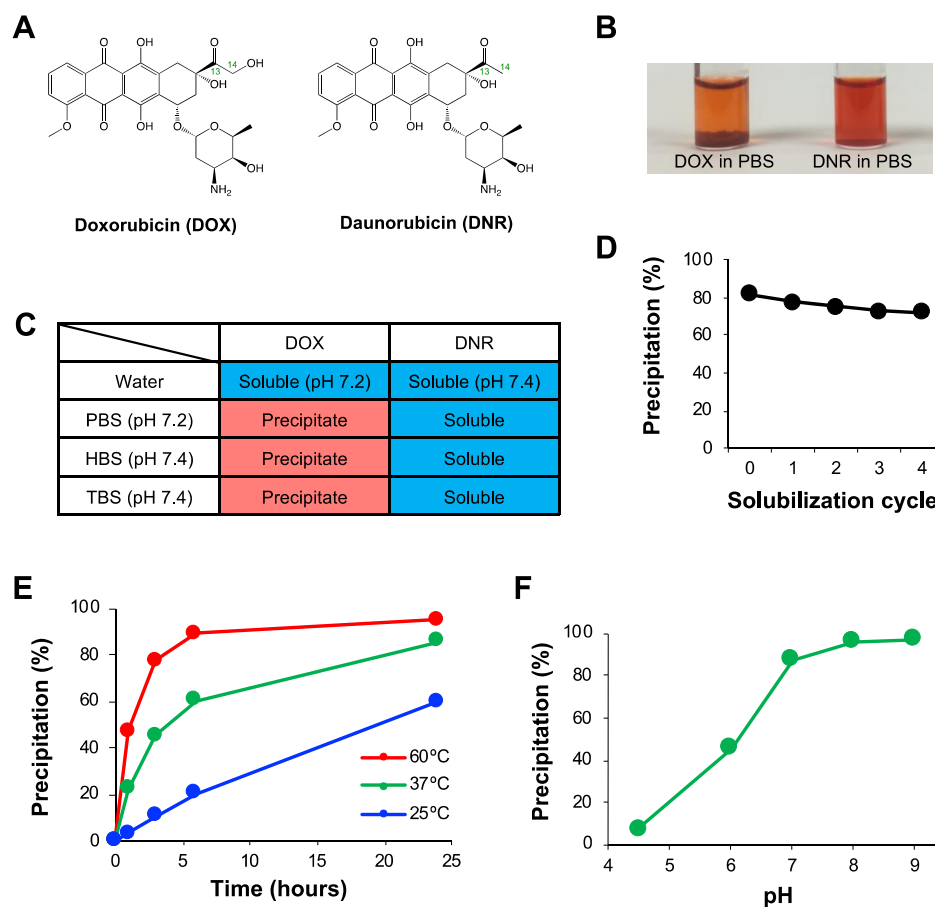 A
O
OH
O
13
14
OH
OH
O
O
OH
O
O
OH
NH2
Doxorubicin (DOX)
O
OH
O
13
14
OH
O
O
OH
O
O
OH
NH2
Daunorubicin (DNR)
B
DOX in PBS
DNR in PBS
C
DOX
DNR
Water
Soluble (pH 7.2)
Soluble (pH 7.4)
PBS (pH 7.2)
Precipitate
Soluble
HBS (pH 7.4)
Precipitate
Soluble
TBS (pH 7.4)
Precipitate
Soluble
D
Precipitation (%)
100
80
60
40
20
0
0 1 2 3 4
Solubilization cycle
E
Precipitation (%)
100
80
60
40
20
0
60°C
37°C
25°C
0 5 10 15 20 25
Time (hours)
F
Precipitation (%)
100
80
60
40
20
0
4 5 6 7 8 9
pH